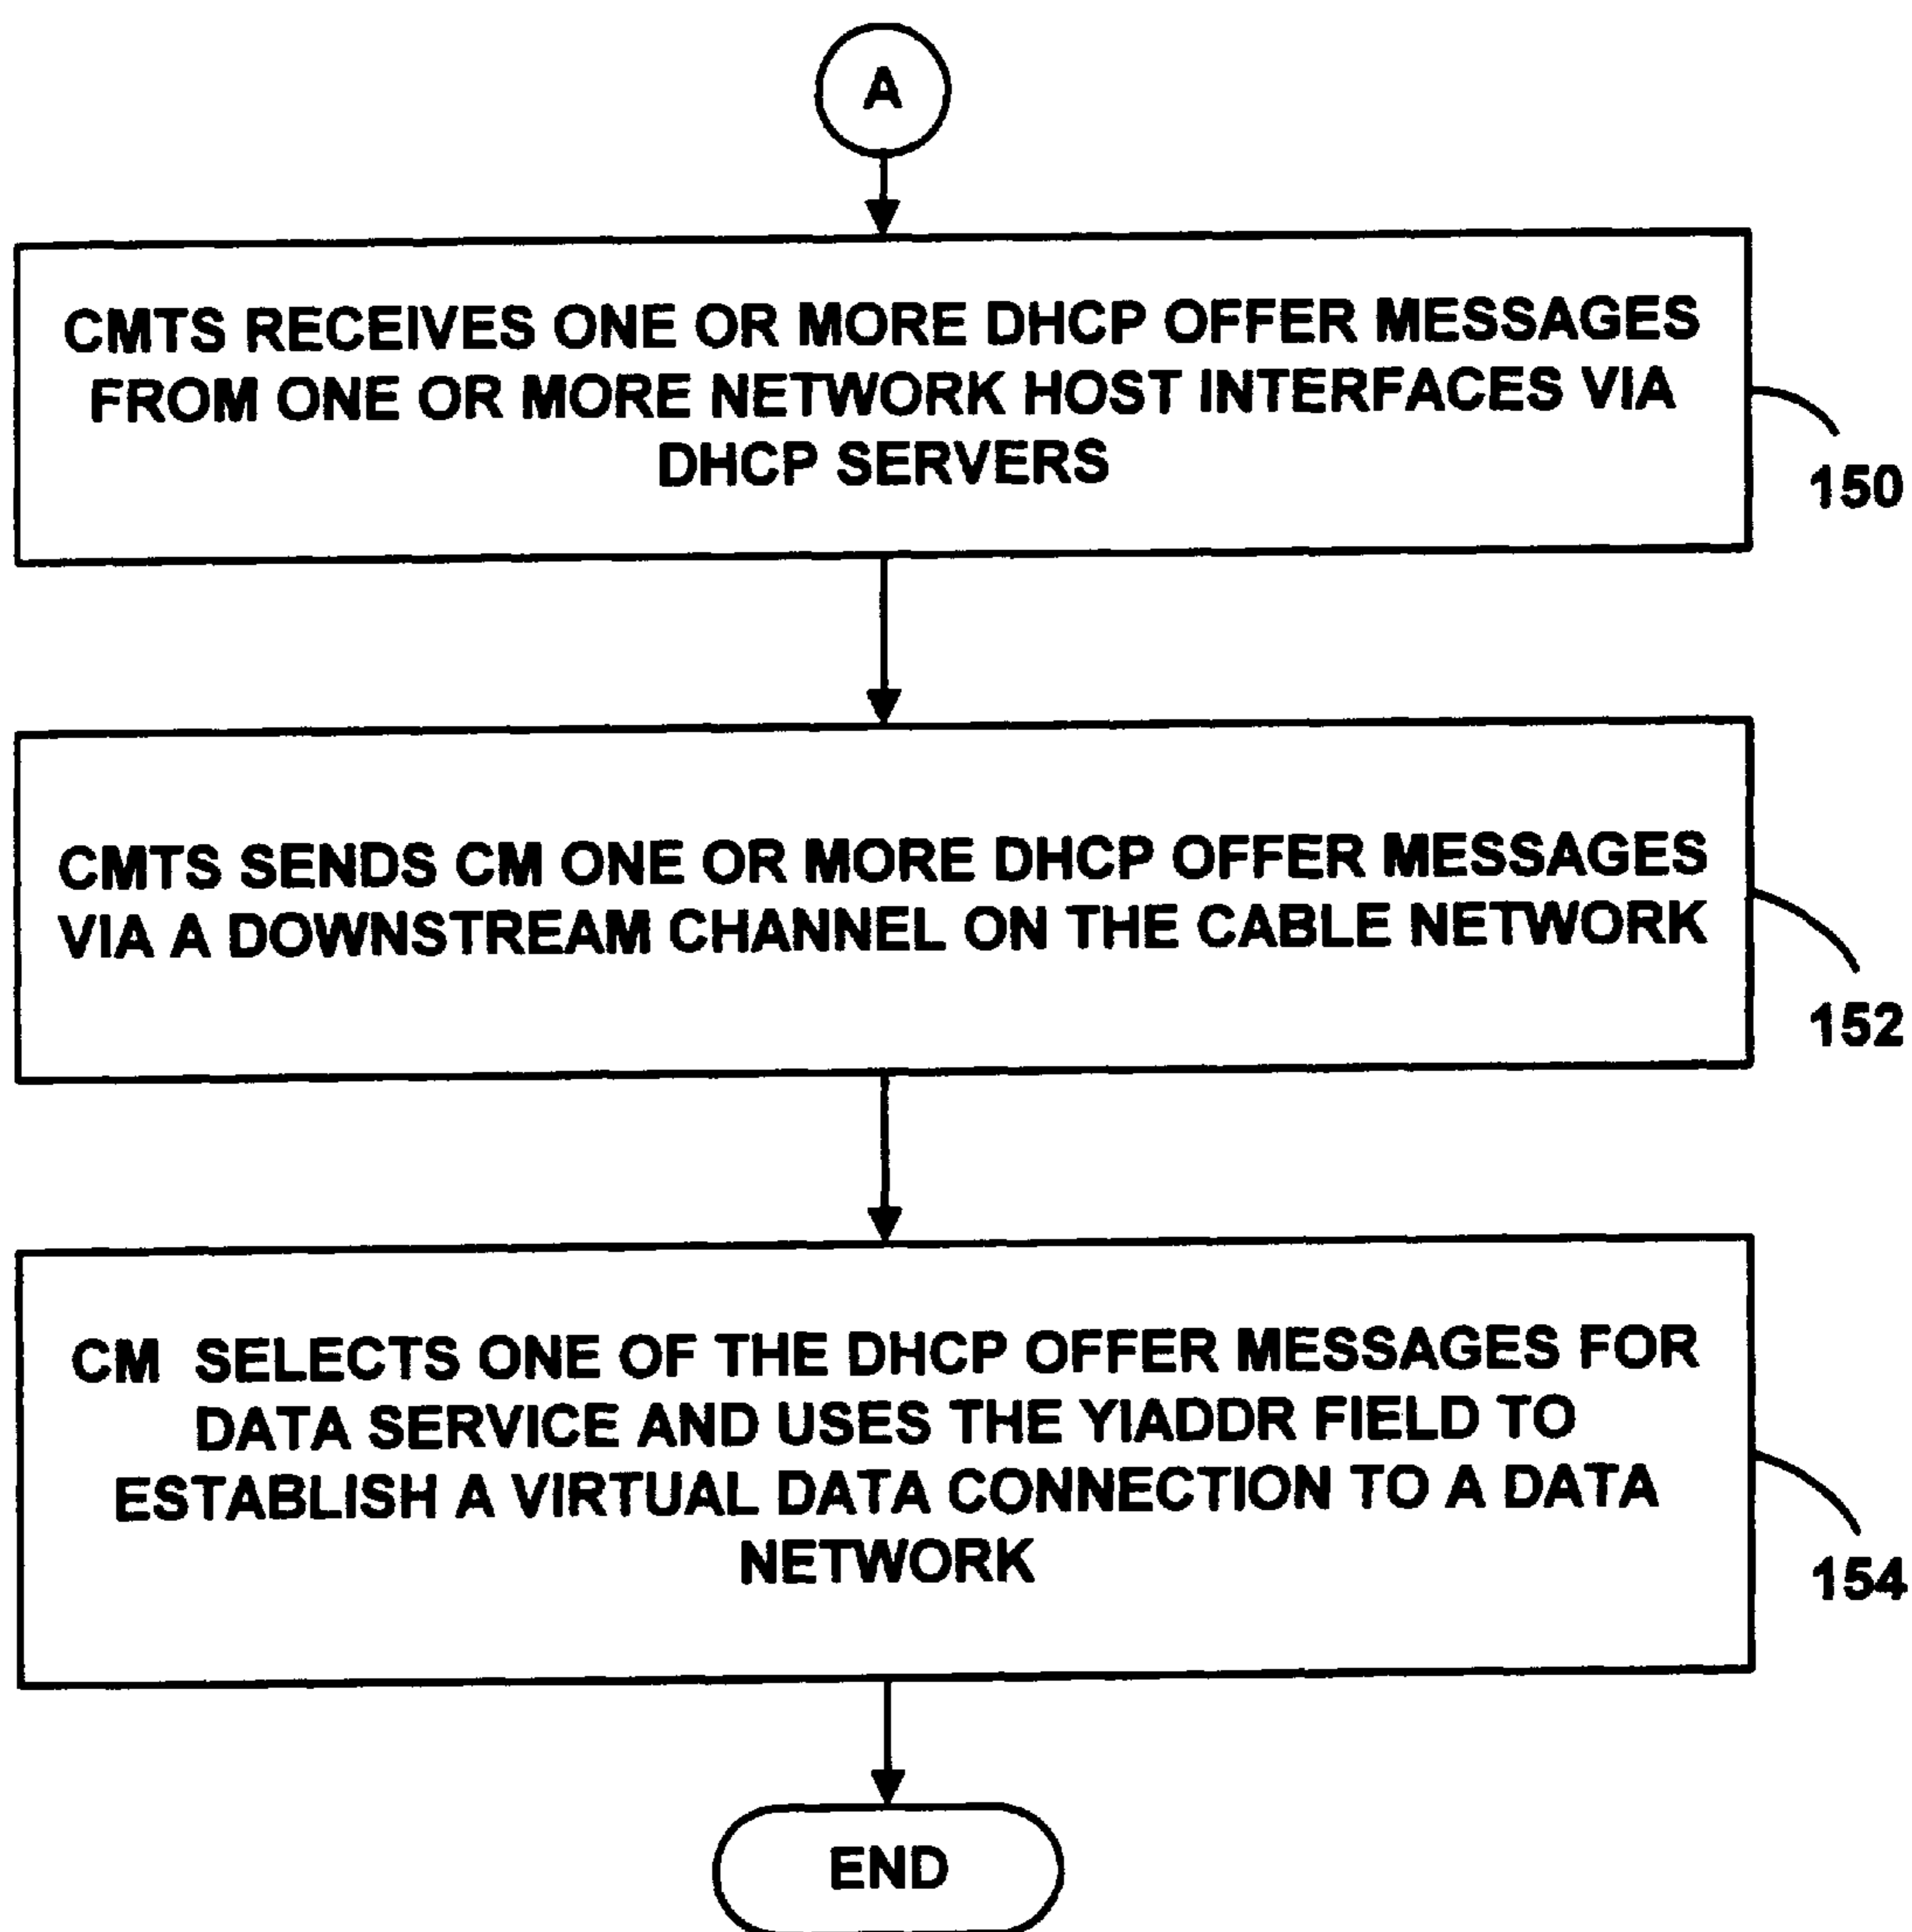 A
CMTS RECEIVES ONE OR MORE DHCP OFFER MESSAGES
FROM ONE OR MORE NETWORK HOST INTERFACES VIA
DHCP SERVERS
150
CMTS SENDS CM ONE OR MORE DHCP OFFER MESSAGES
VIA A DOWNSTREAM CHANNEL ON THE CABLE NETWORK
152
CM SELECTS ONE OF THE DHCP OFFER MESSAGES FOR
DATA SERVICE AND USES THE YIADDR FIELD TO
ESTABLISH A VIRTUAL DATA CONNECTION TO A DATA
NETWORK
154
END